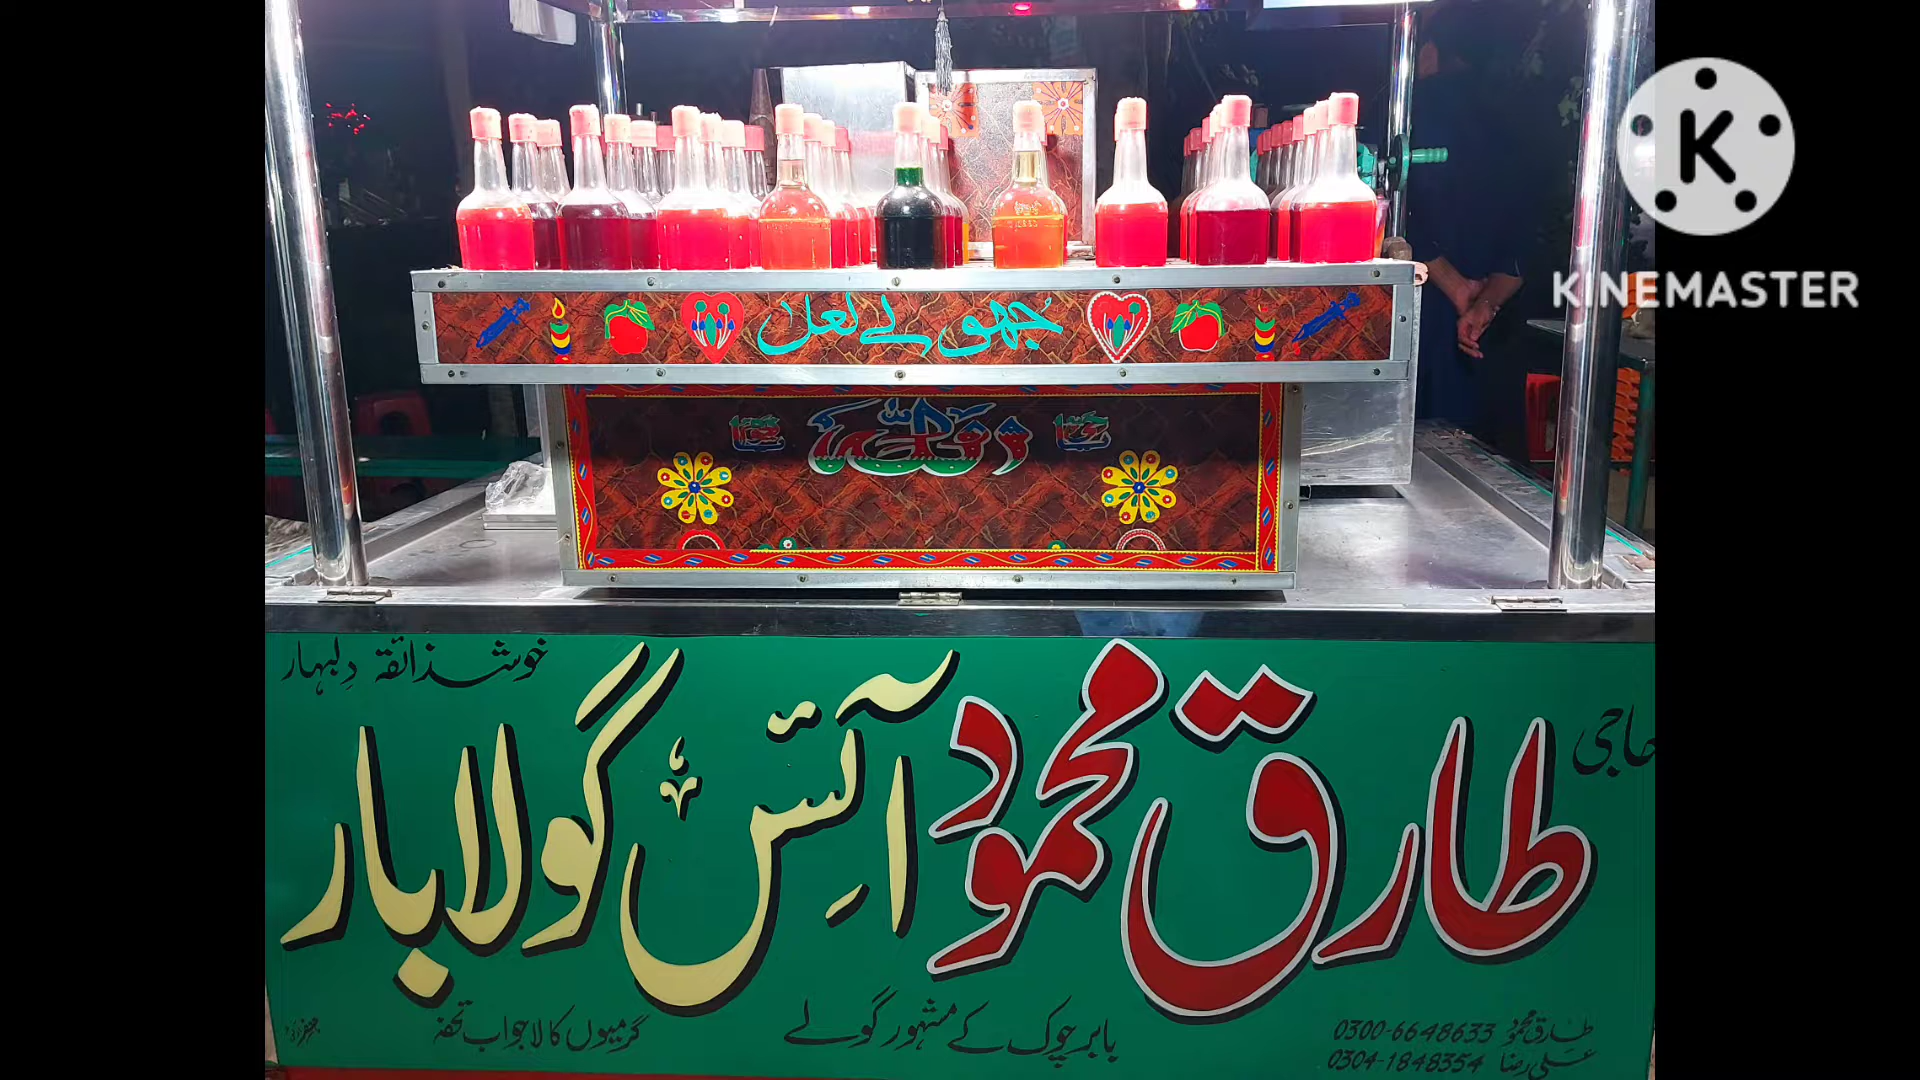 جھولے لعل
خوشذائقہ دلبہار
حاجی
طارق محمود آئس گولا بار
گرمیوں کا لاجواب تحفہ
بابر چوک کے مشہور گولے
طارق محمود 0300-6648633
علی رضا 0304-1848354
KINEMASTER